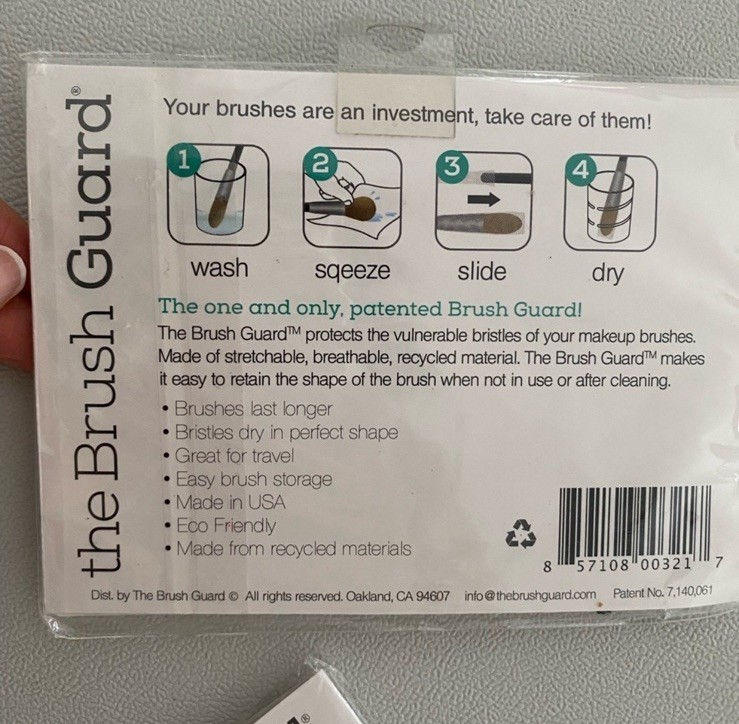 the Brush Guard®
Your brushes are an investment, take care of them!
1 2 3 4
wash sqeeze slide dry
The one and only, patented Brush Guard!
The Brush Guard™ protects the vulnerable bristles of your makeup brushes.
Made of stretchable, breathable, recycled material. The Brush Guard™ makes
it easy to retain the shape of the brush when not in use or after cleaning.
• Brushes last longer
• Bristles dry in perfect shape
• Great for travel
• Easy brush storage
• Made in USA
• Eco Friendly
• Made from recycled materials
8 57108 00321 7
Dist. by The Brush Guard © All rights reserved. Oakland, CA 94607 info@thebrushguard.com Patent No. 7,140,061